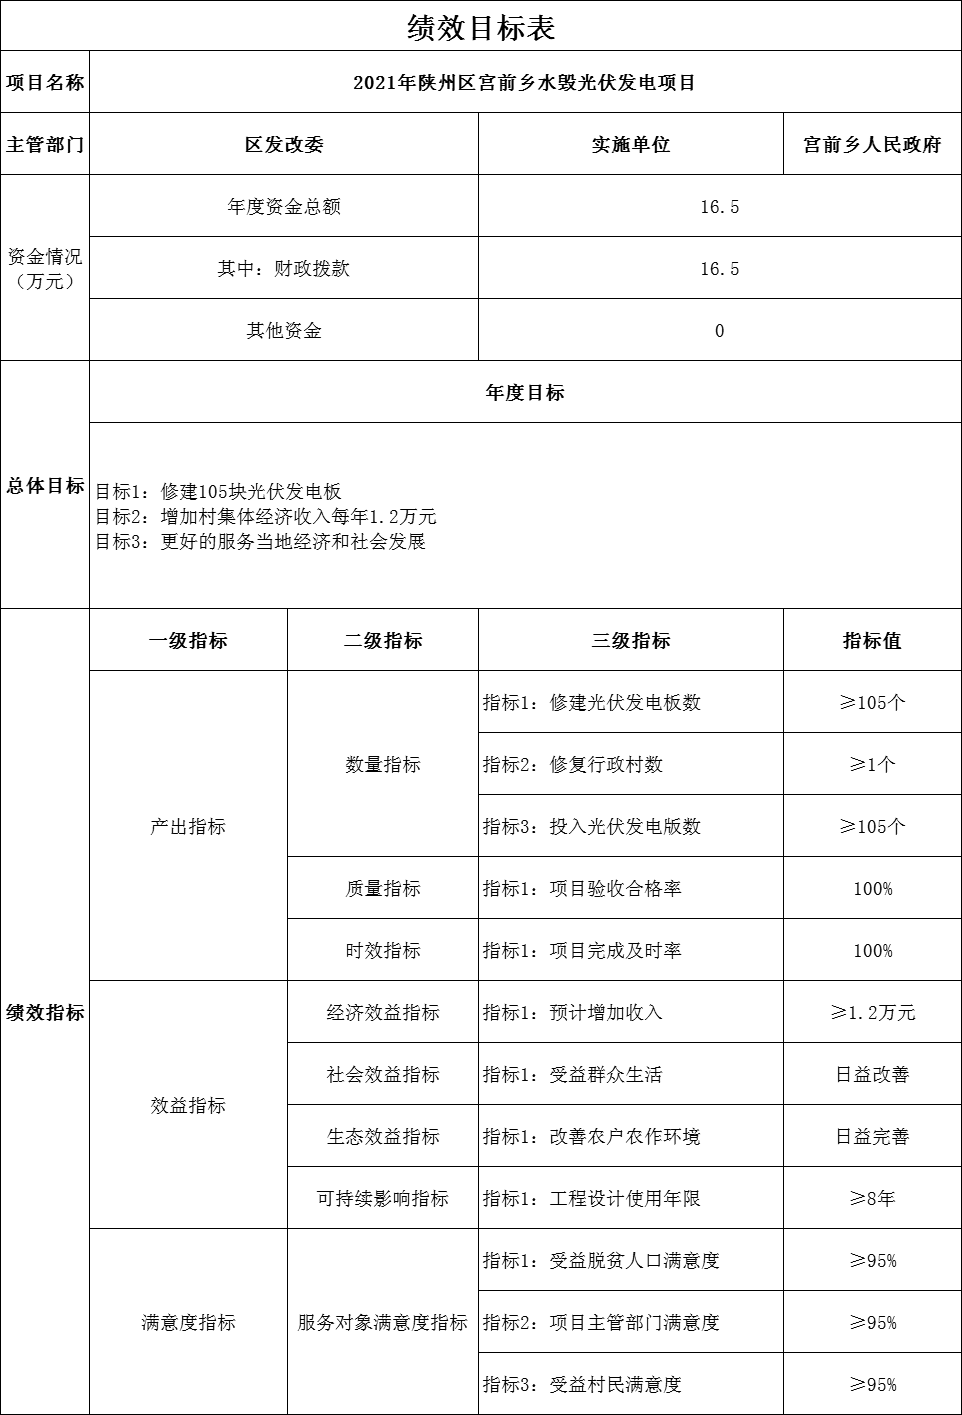 绩效目标表
项目名称 2021年陕州区宫前乡水毁光伏发电项目
主管部门 区发改委 实施单位 宫前乡人民政府
资金情况
（万元）
年度资金总额 16.5
其中：财政拨款 16.5
其他资金 0
总体目标
年度目标
目标1：修建105块光伏发电板
目标2：增加村集体经济收入每年1.2万元
目标3：更好的服务当地经济和社会发展
绩效指标
一级指标 二级指标 三级指标 指标值
产出指标
数量指标
指标1：修建光伏发电板数 ≥105个
指标2：修复行政村数 ≥1个
指标3：投入光伏发电版数 ≥105个
质量指标 指标1：项目验收合格率 100%
时效指标 指标1：项目完成及时率 100%
效益指标
经济效益指标 指标1：预计增加收入 ≥1.2万元
社会效益指标 指标1：受益群众生活 日益改善
生态效益指标 指标1：改善农户农作环境 日益完善
可持续影响指标 指标1：工程设计使用年限 ≥8年
满意度指标
服务对象满意度指标
指标1：受益脱贫人口满意度 ≥95%
指标2：项目主管部门满意度 ≥95%
指标3：受益村民满意度 ≥95%